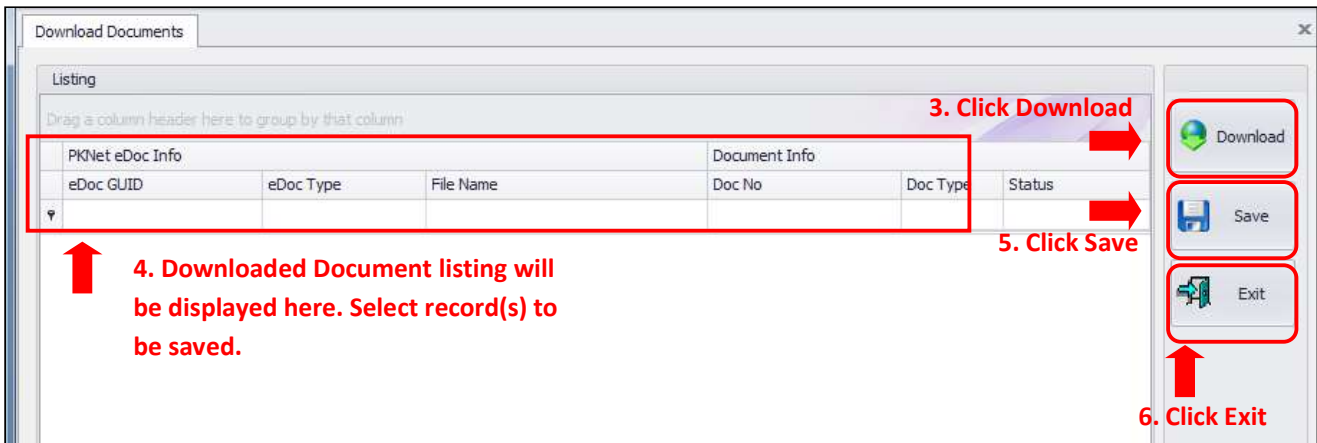 Download Documents
Listing
Drag a column header here to group by that column
3. Click Download
Download
PKNet eDoc Info
Document Info
eDoc GUID
eDoc Type
File Name
Doc No
Doc Type
Status
Save
5. Click Save
4. Downloaded Document listing will
be displayed here. Select record(s) to
be saved.
Exit
6. Click Exit